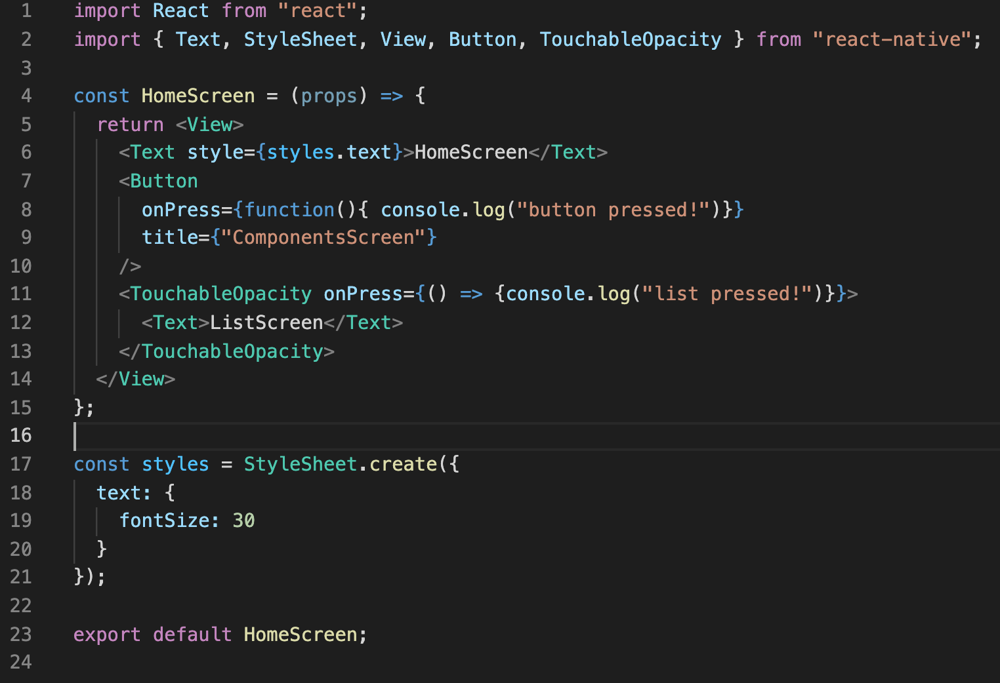 1 import React from "react";
2 import { Text, StyleSheet, View, Button, TouchableOpacity } from "react-native";
3
4 const HomeScreen = (props) => {
5   return <View>
6     <Text style={styles.text}>HomeScreen</Text>
7     <Button
8       onPress={function(){ console.log("button pressed!")}}
9       title={"ComponentsScreen"}
10     />
11     <TouchableOpacity onPress={() => {console.log("list pressed!")}}>
12       <Text>ListScreen</Text>
13     </TouchableOpacity>
14   </View>
15 };
16
17 const styles = StyleSheet.create({
18   text: {
19     fontSize: 30
20   }
21 });
22
23 export default HomeScreen;
24